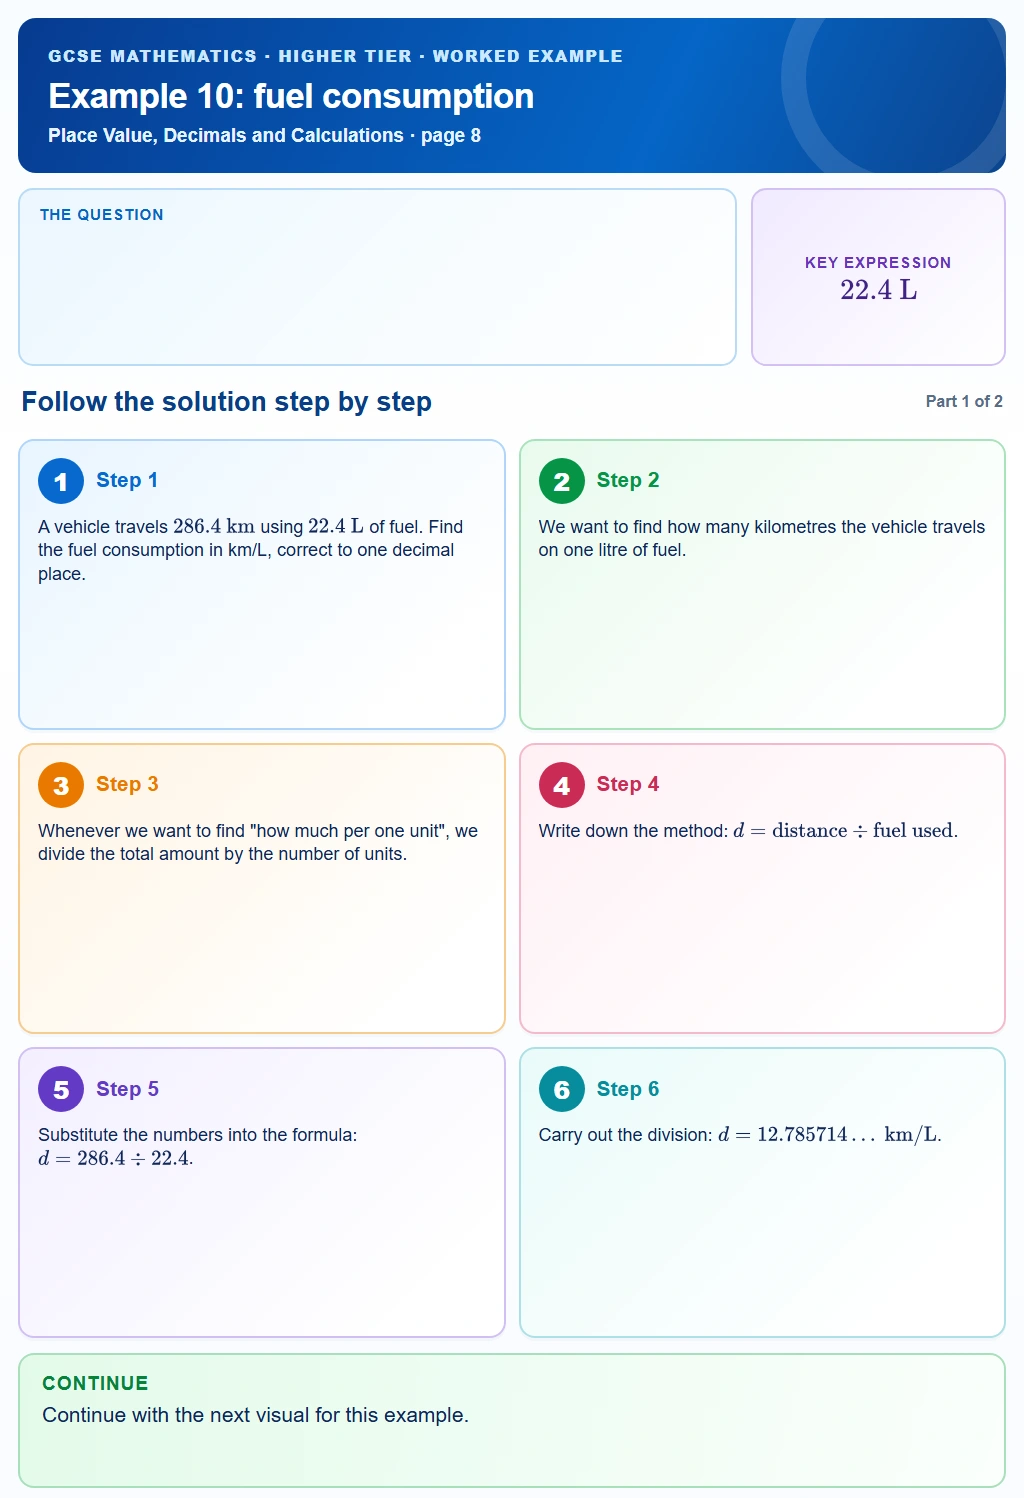 GCSE MATHEMATICS · HIGHER TIER · WORKED EXAMPLE
Example 10: fuel consumption
Place Value, Decimals and Calculations · page 8
THE QUESTION
KEY EXPRESSION
22.4 L
Follow the solution step by step
Part 1 of 2
1 Step 1
A vehicle travels 286.4 km using 22.4 L of fuel. Find
the fuel consumption in km/L, correct to one decimal
place.
2 Step 2
We want to find how many kilometres the vehicle travels
on one litre of fuel.
3 Step 3
Whenever we want to find "how much per one unit", we
divide the total amount by the number of units.
4 Step 4
Write down the method: d = distance ÷ fuel used.
5 Step 5
Substitute the numbers into the formula:
d = 286.4 ÷ 22.4.
6 Step 6
Carry out the division: d = 12.785714… km/L.
CONTINUE
Continue with the next visual for this example.